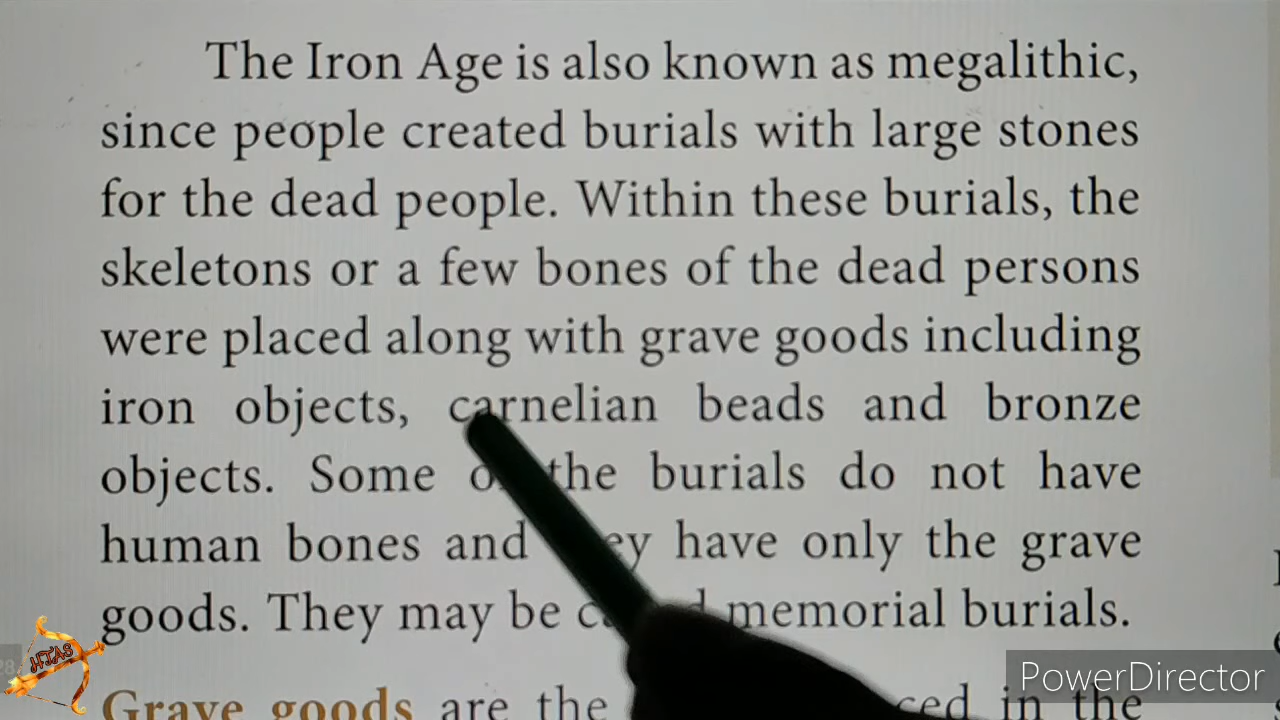 The Iron Age is also known as megalithic,
since people created burials with large stones
for the dead people. Within these burials, the
skeletons or a few bones of the dead persons
were placed along with grave goods including
iron objects, carnelian beads and bronze
objects. Some the burials do not have
human bones and have only the grave
goods. They may be memorial burials.
HTAS
Grave goods are the in the
PowerDirector